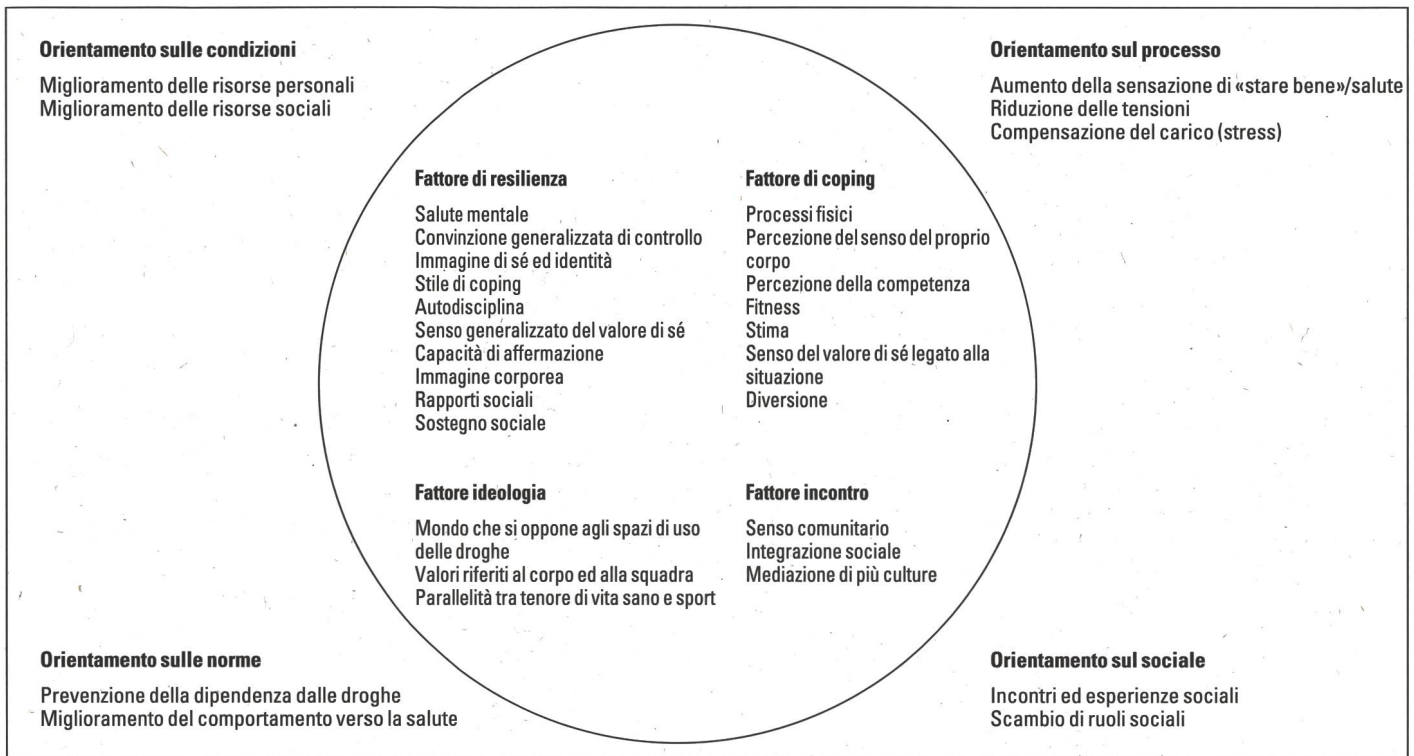 Orientamento sulle condizioni
Miglioramento delle risorse personali
Miglioramento delle risorse sociali
Orientamento sul processo
Aumento della sensazione di «stare bene»/salute
Riduzione delle tensioni
Compensazione del carico (stress)
Fattore di resilienza
Salute mentale
Convinzione generalizzata di controllo
Immagine di sé ed identità
Stile di coping
Autodisciplina
Senso generalizzato del valore di sé
Capacità di affermazione
Immagine corporea
Rapporti sociali
Sostegno sociale
Fattore di coping
Processi fisici
Percezione del senso del proprio
corpo
Percezione della competenza
Fitness
Stima
Senso del valore di sé legato alla
situazione
Diversione
Fattore ideologia
Mondo che si oppone agli spazi di uso
delle droghe
Valori riferiti al corpo ed alla squadra
Parallelità tra tenore di vita sano e sport
Fattore incontro
Senso comunitario
Integrazione sociale
Mediazione di più culture
Orientamento sulle norme
Prevenzione della dipendenza dalle droghe
Miglioramento del comportamento verso la salute
Orientamento sul sociale
Incontri ed esperienze sociali
Scambio di ruoli sociali